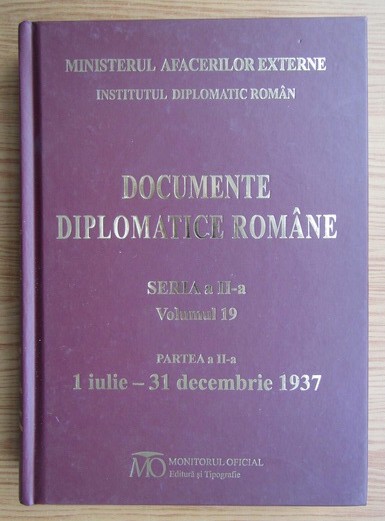 MINISTERUL AFACERILOR EXTERNE
INSTITUTUL DIPLOMATIC ROMÂN
DOCUMENTE
DIPLOMATICE ROMÂNE
SERIA a II-a
Volumul 19
PARTEA a II-a
1 iulie – 31 decembrie 1937
MO MONITORUL OFICIAL
Editură și Tipografie